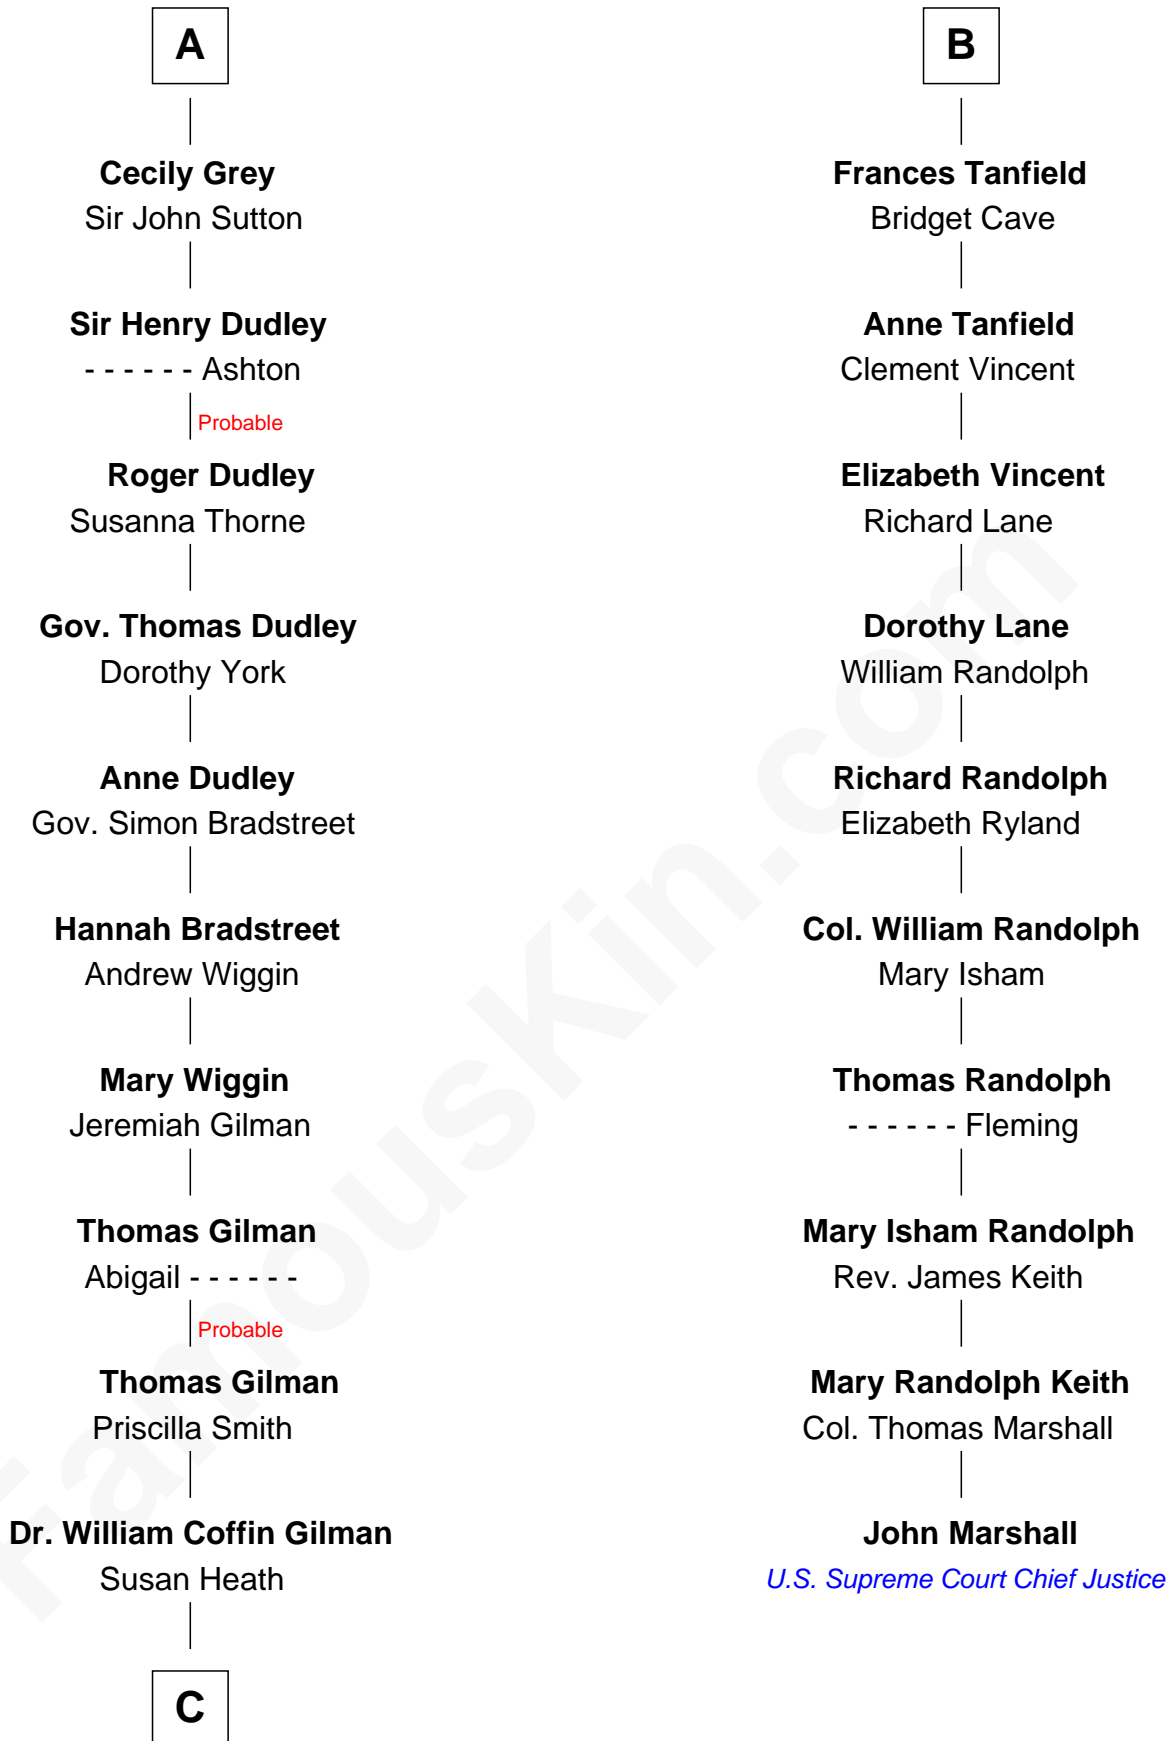 A
Cecily Grey
Sir John Sutton
Sir Henry Dudley
- - - - - - Ashton
Probable
Roger Dudley
Susanna Thorne
Gov. Thomas Dudley
Dorothy York
Anne Dudley
Gov. Simon Bradstreet
Hannah Bradstreet
Andrew Wiggin
Mary Wiggin
Jeremiah Gilman
Thomas Gilman
Abigail - - - - - -
Probable
Thomas Gilman
Priscilla Smith
Dr. William Coffin Gilman
Susan Heath
C
B
Frances Tanfield
Bridget Cave
Anne Tanfield
Clement Vincent
Elizabeth Vincent
Richard Lane
Dorothy Lane
William Randolph
Richard Randolph
Elizabeth Ryland
Col. William Randolph
Mary Isham
Thomas Randolph
- - - - - - Fleming
Mary Isham Randolph
Rev. James Keith
Mary Randolph Keith
Col. Thomas Marshall
John Marshall
U.S. Supreme Court Chief Justice
FamousKin.com